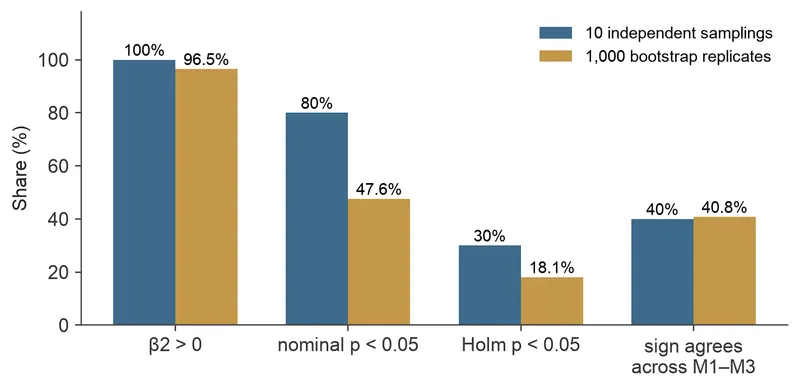 10 independent samplings
1,000 bootstrap replicates
Share (%)
100
80
60
40
20
0
100%
96.5%
80%
47.6%
30%
18.1%
40%
40.8%
β2 > 0
nominal p < 0.05
Holm p < 0.05
sign agrees
across M1–M3